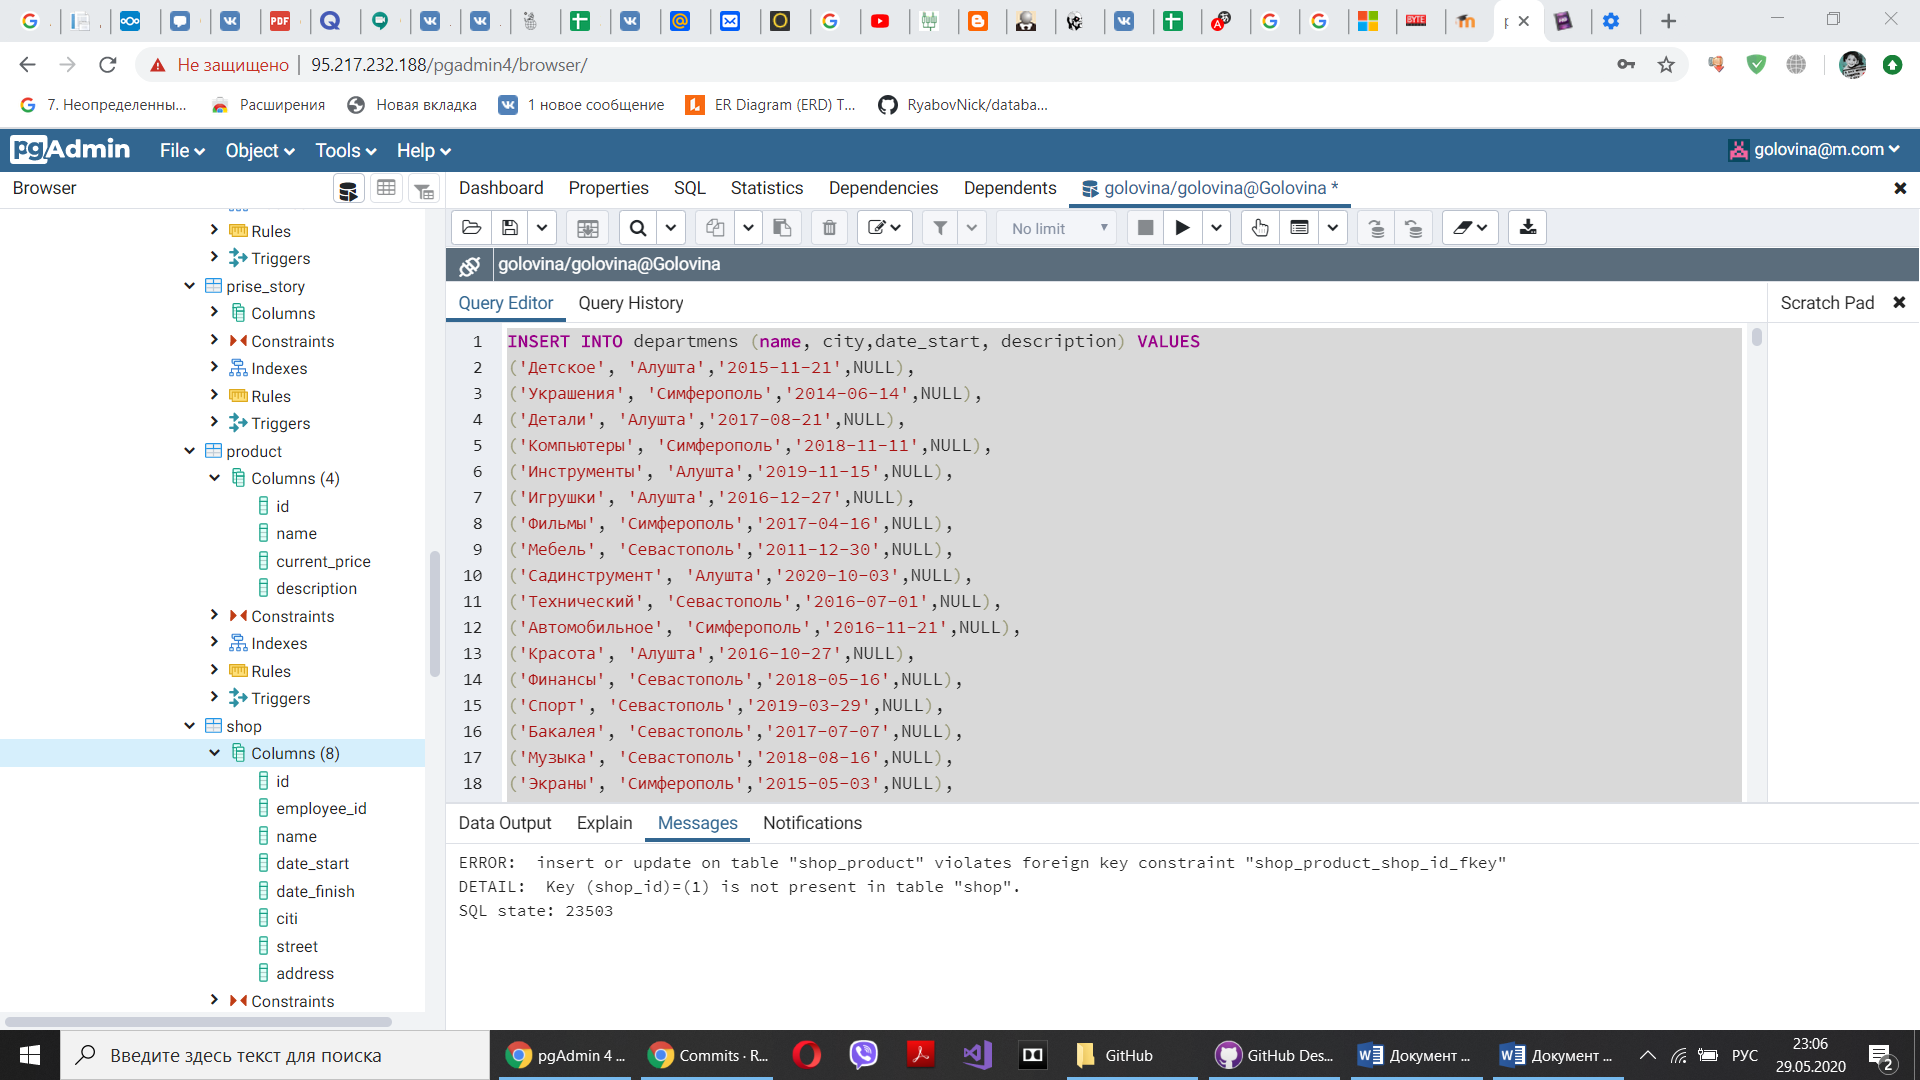 Не защищено | 95.217.232.188/pgadmin4/browser/
7. Неопределенны... Расширения Новая вкладка 1 новое сообщение ER Diagram (ERD) T... RyabovNick/databa...
pgAdmin File Object Tools Help golovina@m.com
Browser
Dashboard Properties SQL Statistics Dependencies Dependents golovina/golovina@Golovina *
No limit
golovina/golovina@Golovina
Query Editor Query History Scratch Pad
Rules
Triggers
prise_story
Columns
Constraints
Indexes
Rules
Triggers
product
Columns (4)
id
name
current_price
description
Constraints
Indexes
Rules
Triggers
shop
Columns (8)
id
employee_id
name
date_start
date_finish
citi
street
address
Constraints
1 INSERT INTO departmens (name, city,date_start, description) VALUES
2 ('Детское', 'Алушта','2015-11-21',NULL),
3 ('Украшения', 'Симферополь','2014-06-14',NULL),
4 ('Детали', 'Алушта','2017-08-21',NULL),
5 ('Компьютеры', 'Симферополь','2018-11-11',NULL),
6 ('Инструменты', 'Алушта','2019-11-15',NULL),
7 ('Игрушки', 'Алушта','2016-12-27',NULL),
8 ('Фильмы', 'Симферополь','2017-04-16',NULL),
9 ('Мебель', 'Севастополь','2011-12-30',NULL),
10 ('Садинструмент', 'Алушта','2020-10-03',NULL),
11 ('Технический', 'Севастополь','2016-07-01',NULL),
12 ('Автомобильное', 'Симферополь','2016-11-21',NULL),
13 ('Красота', 'Алушта','2016-10-27',NULL),
14 ('Финансы', 'Севастополь','2018-05-16',NULL),
15 ('Спорт', 'Севастополь','2019-03-29',NULL),
16 ('Бакалея', 'Севастополь','2017-07-07',NULL),
17 ('Музыка', 'Севастополь','2018-08-16',NULL),
18 ('Экраны', 'Симферополь','2015-05-03',NULL),
Data Output Explain Messages Notifications
ERROR: insert or update on table "shop_product" violates foreign key constraint "shop_product_shop_id_fkey"
DETAIL: Key (shop_id)=(1) is not present in table "shop".
SQL state: 23503
Введите здесь текст для поиска
pgAdmin 4 ... Commits · R... GitHub GitHub Des... Документ ... Документ ... РУС
23:06
29.05.2020
2